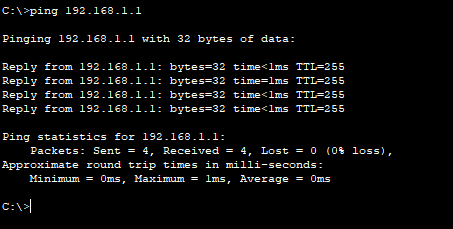 C:\>ping 192.168.1.1
Pinging 192.168.1.1 with 32 bytes of data:
Reply from 192.168.1.1: bytes=32 time<1ms TTL=255
Reply from 192.168.1.1: bytes=32 time=1ms TTL=255
Reply from 192.168.1.1: bytes=32 time<1ms TTL=255
Reply from 192.168.1.1: bytes=32 time<1ms TTL=255
Ping statistics for 192.168.1.1:
Packets: Sent = 4, Received = 4, Lost = 0 (0% loss),
Approximate round trip times in milli-seconds:
Minimum = 0ms, Maximum = 1ms, Average = 0ms
C:\>